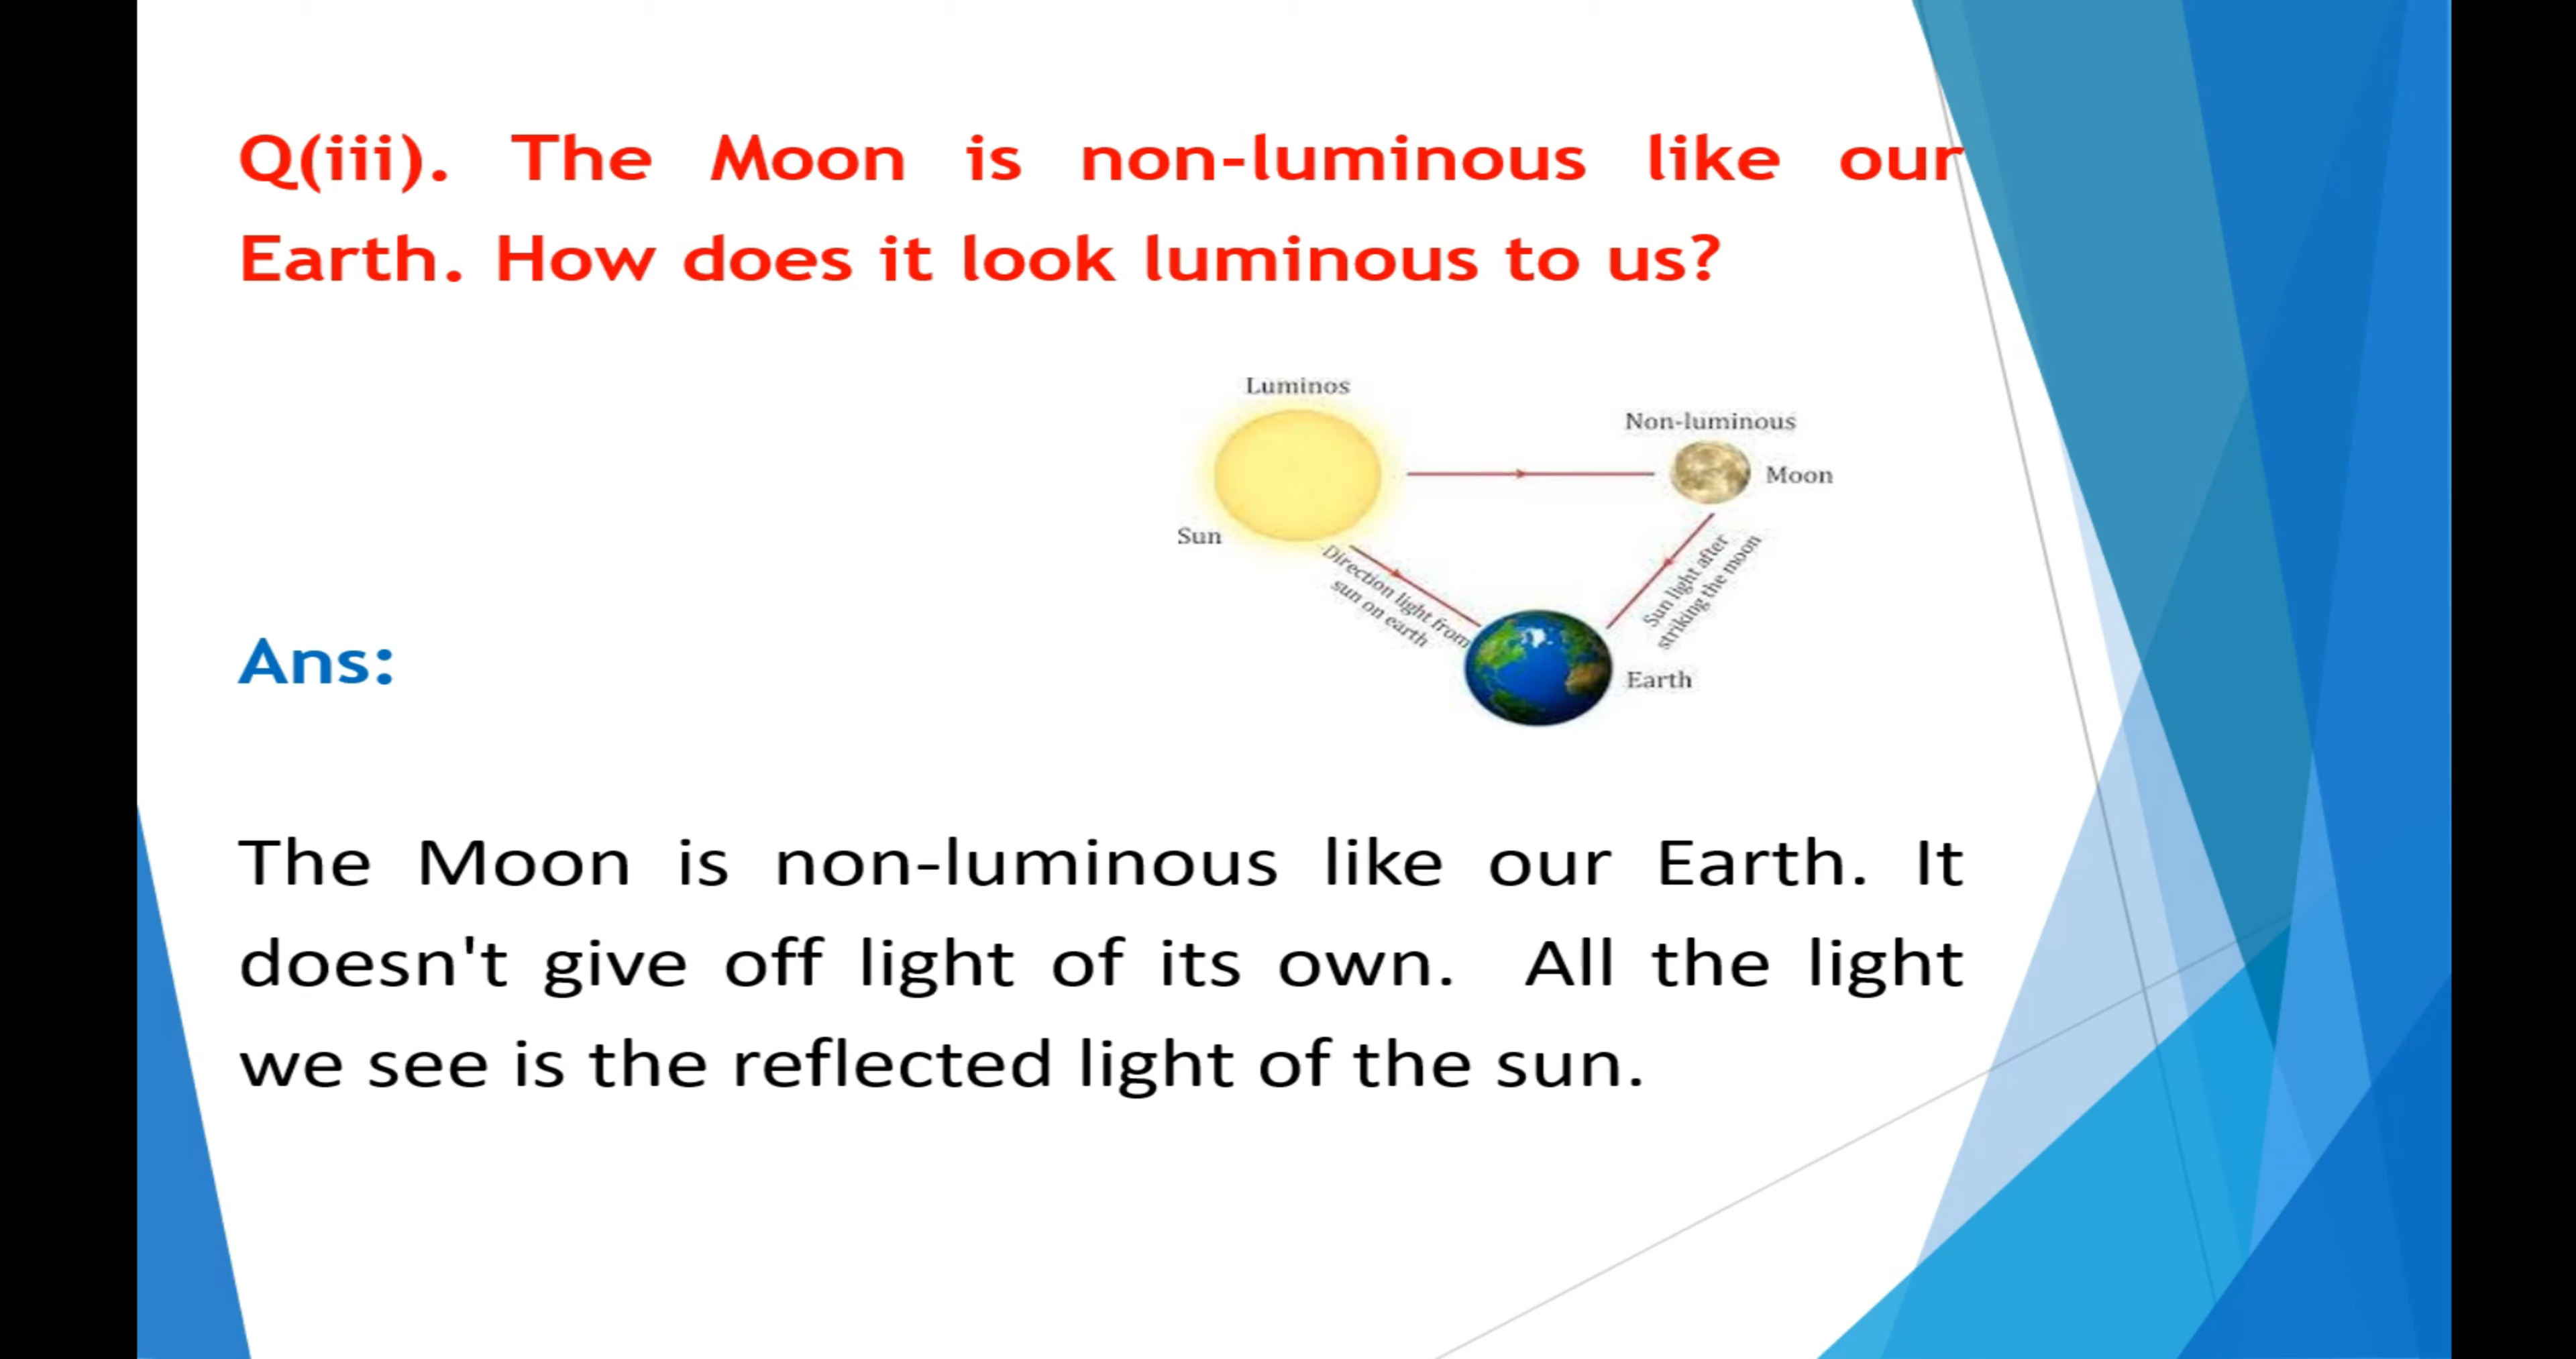 Q(iii). The Moon is non-luminous like our
Earth. How does it look luminous to us?
Luminos
Non-luminous
Moon
Sun
Direction light from
sun on earth
Sun light after
striking the moon
Earth
Ans:
The Moon is non-luminous like our Earth. It
doesn't give off light of its own. All the light
we see is the reflected light of the sun.